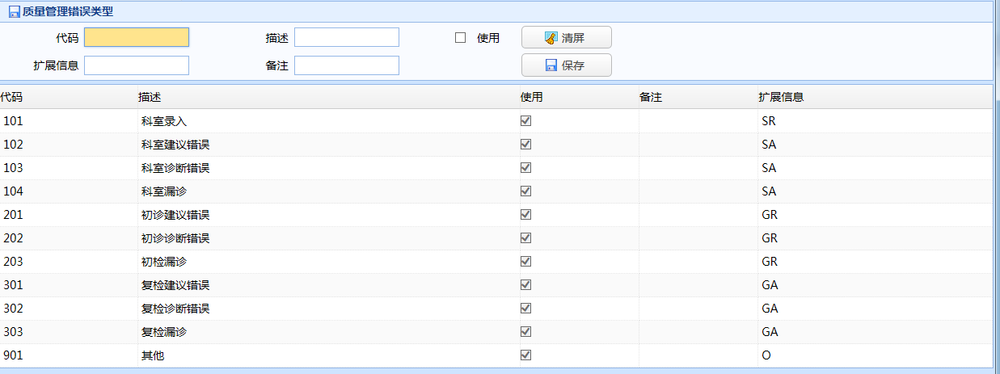 质量管理错误类型
代码 描述 使用 清屏
扩展信息 备注 保存
代码 描述 使用 备注 扩展信息
101 科室录入 SR
102 科室建议错误 SA
103 科室诊断错误 SA
104 科室漏诊 SA
201 初诊建议错误 GR
202 初诊诊断错误 GR
203 初检漏诊 GR
301 复检建议错误 GA
302 复检诊断错误 GA
303 复检漏诊 GA
901 其他 O